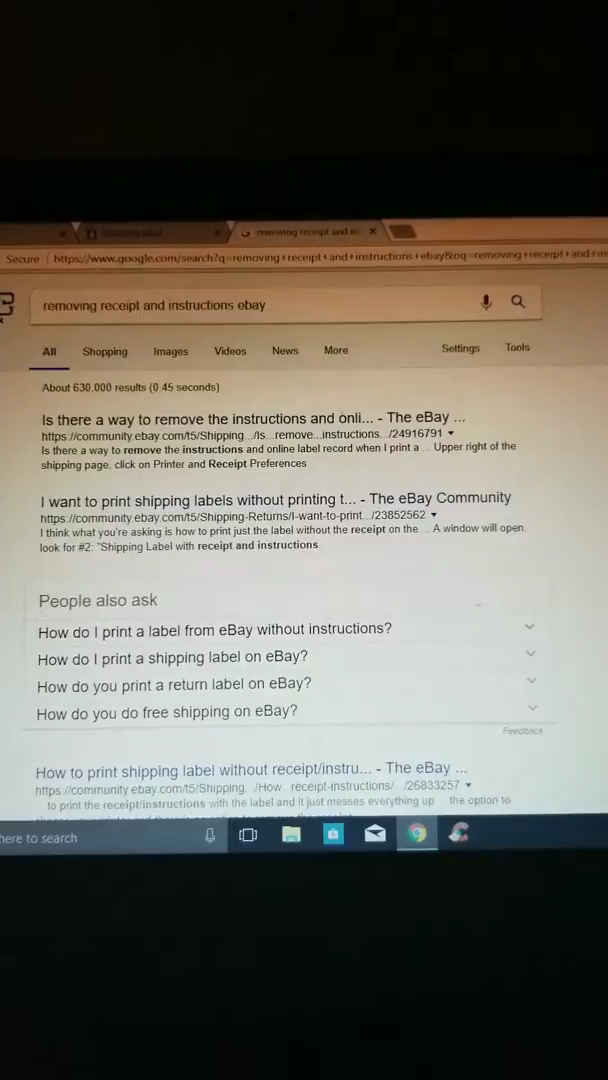 removing receipt and in
Secure | https://www.google.com/search?q=removing+receipt+and+instructions+ebay&oq=removing+receipt+and+ins
removing receipt and instructions ebay
All Shopping Images Videos News More Settings Tools
About 630,000 results (0.45 seconds)
Is there a way to remove the instructions and onli... - The eBay ...
https://community.ebay.com/t5/Shipping.../Is...remove...instructions.../24916791
Is there a way to remove the instructions and online label record when I print a ... Upper right of the
shipping page, click on Printer and Receipt Preferences
I want to print shipping labels without printing t... - The eBay Community
https://community.ebay.com/t5/Shipping-Returns/I-want-to-print.../23852562
I think what you're asking is how to print just the label without the receipt on the ... A window will open.
look for #2: "Shipping Label with receipt and instructions
People also ask
How do I print a label from eBay without instructions?
How do I print a shipping label on eBay?
How do you print a return label on eBay?
How do you do free shipping on eBay?
Feedback
How to print shipping label without receipt/instru... - The eBay ...
https://community.ebay.com/t5/Shipping.../How...receipt-instructions/.../26833257
to print the receipt/instructions with the label and it just messes everything up ... the option to
here to search